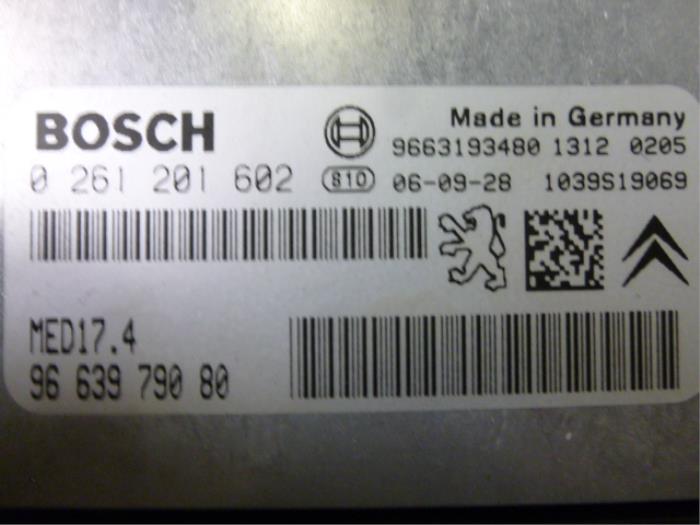 BOSCH
Made in Germany
9663193480 1312 0205
0 261 201 602 S10 06-09-28 1039S19069
MED17.4
96 639 790 80